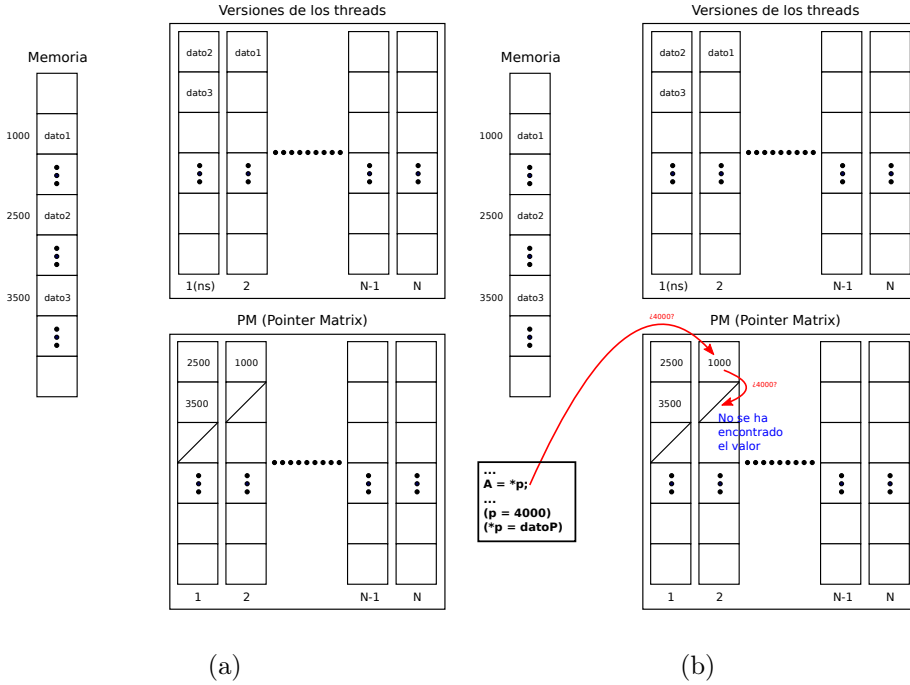 Versiones de los threads
Memoria
dato2 dato1
dato3
1000 dato1
2500 dato2
3500 dato3
1(ns) 2 N-1 N
PM (Pointer Matrix)
2500 1000
3500
1 2 N-1 N
(a)
Versiones de los threads
Memoria
dato2 dato1
dato3
1000 dato1
2500 dato2
3500 dato3
1(ns) 2 N-1 N
PM (Pointer Matrix)
¿4000?
2500 1000
¿4000?
3500
No se ha
encontrado
el valor
...
A = *p;
...
(p = 4000)
(*p = datoP)
1 2 N-1 N
(b)